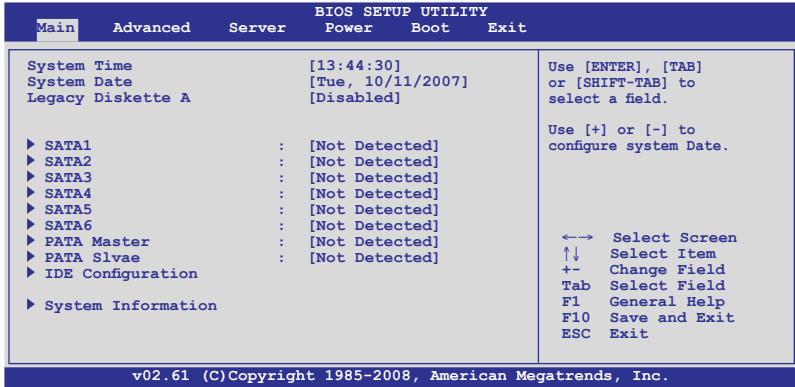 BIOS SETUP UTILITY
Main Advanced Server Power Boot Exit
System Time [13:44:30]
System Date [Tue, 10/11/2007]
Legacy Diskette A [Disabled]
SATA1 : [Not Detected]
SATA2 : [Not Detected]
SATA3 : [Not Detected]
SATA4 : [Not Detected]
SATA5 : [Not Detected]
SATA6 : [Not Detected]
PATA Master : [Not Detected]
PATA Slvae : [Not Detected]
IDE Configuration
System Information
Use [ENTER], [TAB]
or [SHIFT-TAB] to
select a field.
Use [+] or [-] to
configure system Date.
←→ Select Screen
↑↓ Select Item
+- Change Field
Tab Select Field
F1 General Help
F10 Save and Exit
ESC Exit
v02.61 (C)Copyright 1985-2008, American Megatrends, Inc.